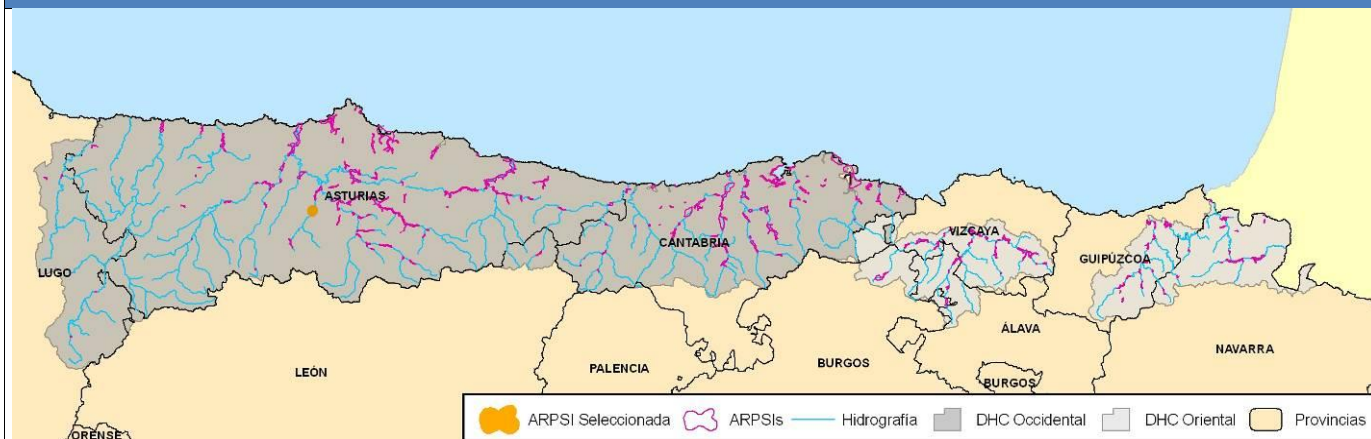 ASTURIAS
VIZCAYA
CANTABRIA
GUIPÚZCOA
LUGO
ÁLAVA
NAVARRA
LEÓN
PALENCIA
BURGOS
BURGOS
ORENSE
ARPSI Seleccionada ARPSIs Hidrografía DHC Occidental DHC Oriental Provincias